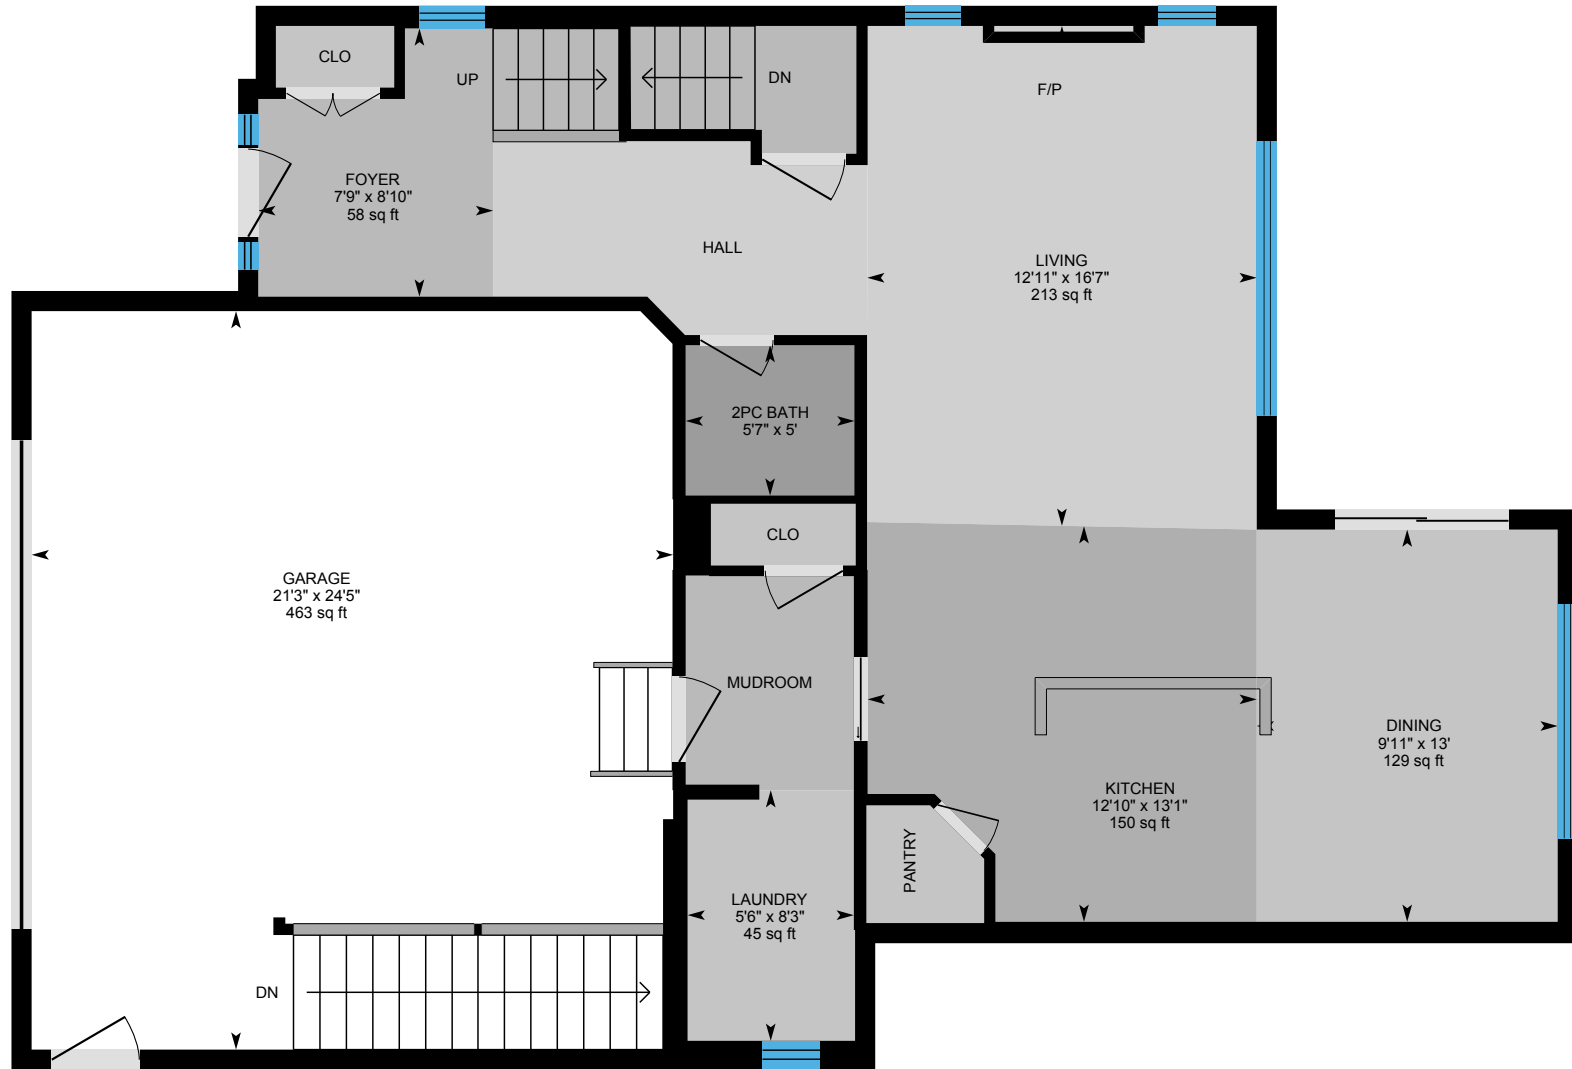 CLO
UP
DN
F/P
FOYER
7'9" x 8'10"
58 sq ft
HALL
LIVING
12'11" x 16'7"
213 sq ft
2PC BATH
5'7" x 5'
CLO
GARAGE
21'3" x 24'5"
463 sq ft
MUDROOM
DINING
9'11" x 13'
129 sq ft
KITCHEN
12'10" x 13'1"
150 sq ft
PANTRY
LAUNDRY
5'6" x 8'3"
45 sq ft
DN